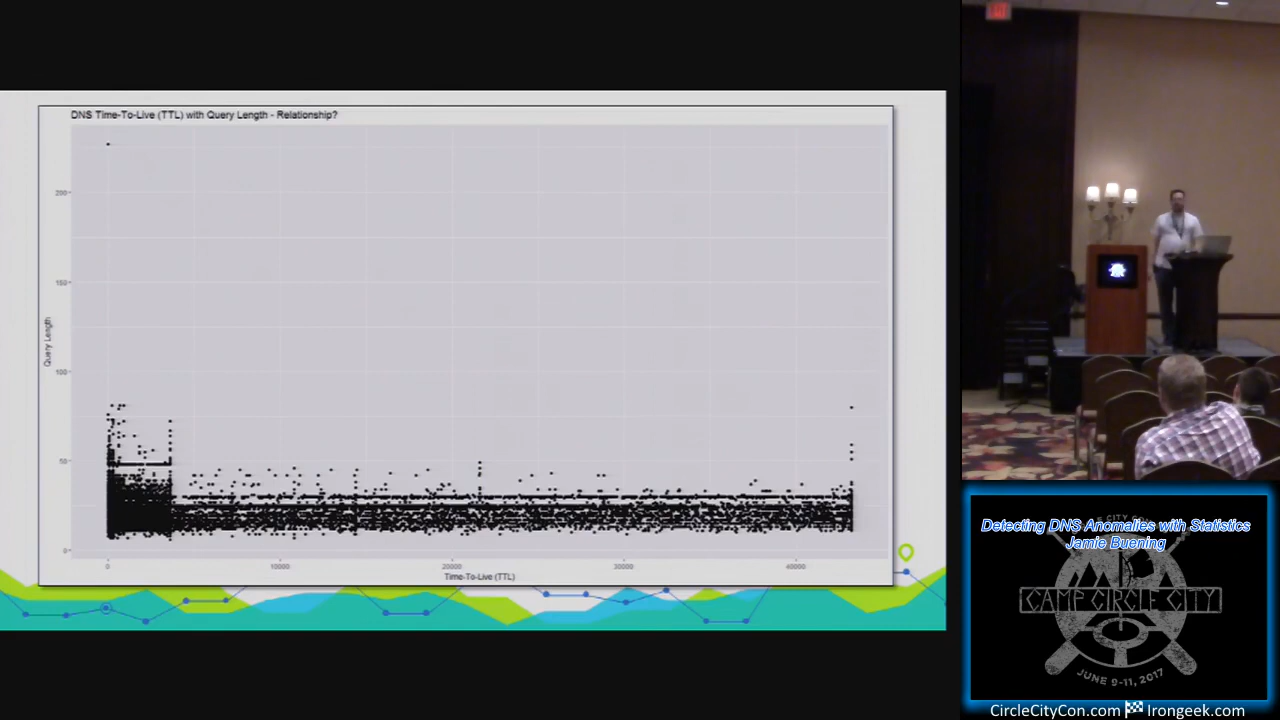 DNS Time-To-Live (TTL) with Query Length - Relationship?
200
150
100
50
0
Query Length
0
10000
20000
30000
40000
Time-To-Live (TTL)
Detecting DNS Anomalies with Statistics
Jamie Buening
CAMP CIRCLE CITY
JUNE 9-11, 2017
CircleCityCon.com
Irongeek.com